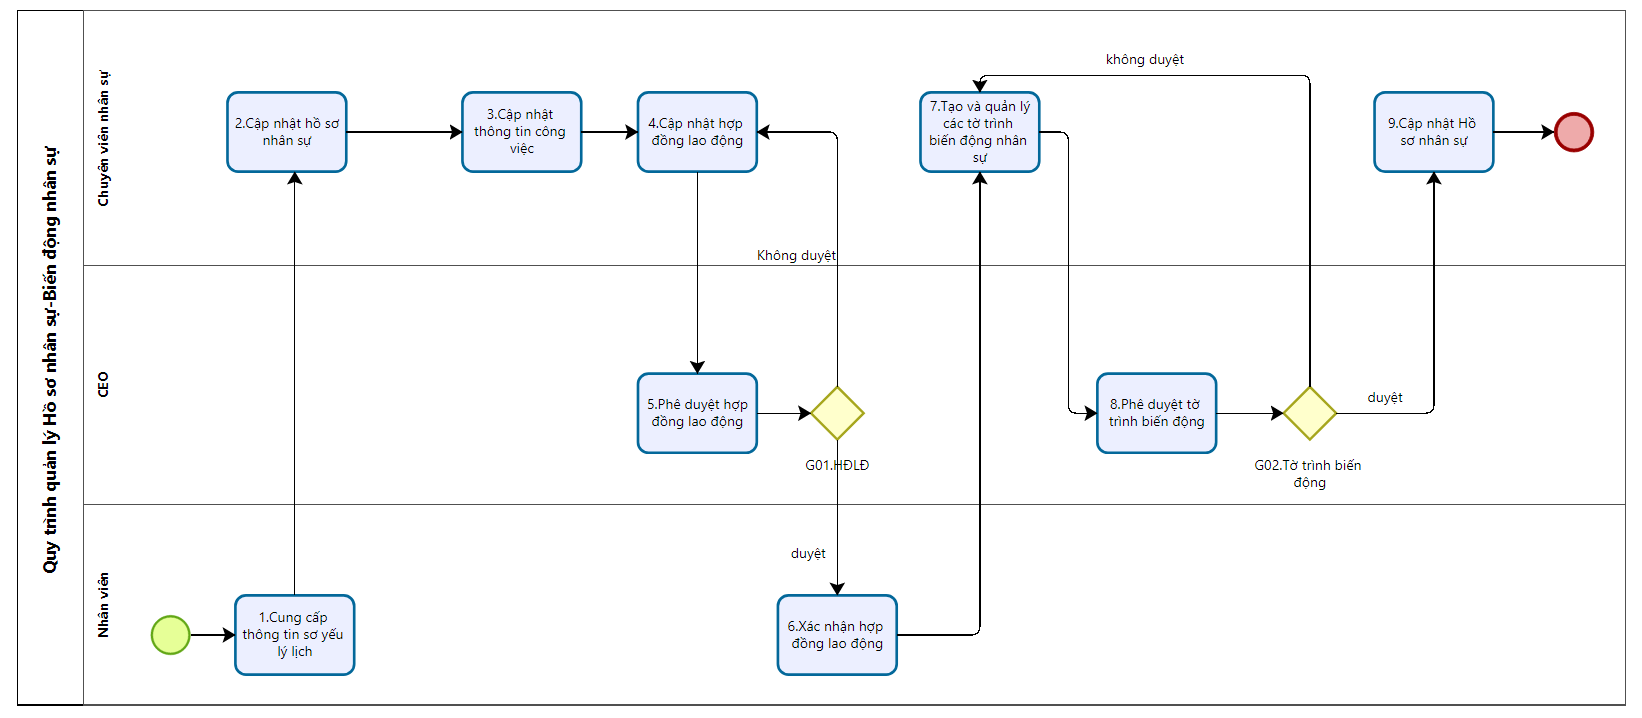 Quy trình quản lý Hồ sơ nhân sự-Biến động nhân sự
Chuyên viên nhân sự
2.Cập nhật hồ sơ
nhân sự
3.Cập nhật
thông tin công
việc
4.Cập nhật hợp
đồng lao động
Không duyệt
7.Tạo và quản lý
các tờ trình
biến động nhân
sự
không duyệt
9.Cập nhật Hồ
sơ nhân sự
CEO
5.Phê duyệt hợp
đồng lao động
G01.HĐLĐ
8.Phê duyệt tờ
trình biến động
G02.Tờ trình biến
động
duyệt
Nhân viên
1.Cung cấp
thông tin sơ yếu
lý lịch
duyệt
6.Xác nhận hợp
đồng lao động